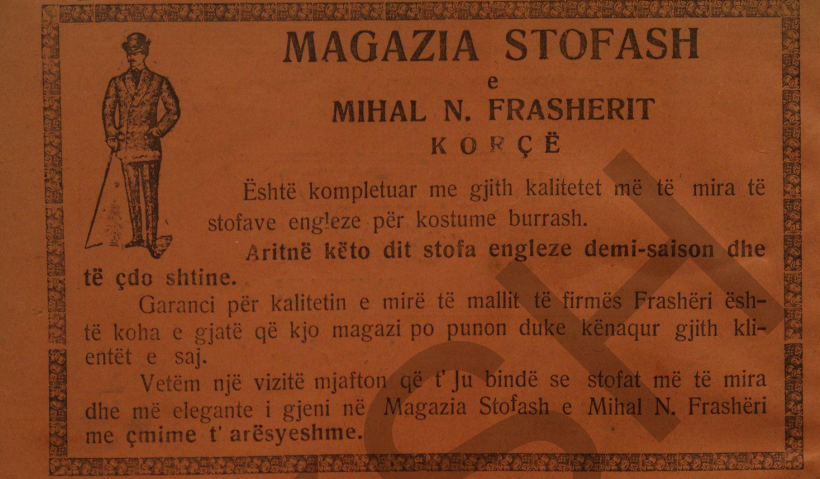 MAGAZIA STOFASH
e
MIHAL N. FRASHERIT
KORÇË
Është kompletuar me gjith kalitetet më të mira të
stofave engleze për kostume burrash.
Aritnë këto dit stofa engleze demi-saison dhe
të çdo shtine.
Garanci për kalitetin e mirë të mallit të firmës Frashëri ësh-
të koha e gjatë që kjo magazi po punon duke kënaqur gjith kli-
entët e saj.
Vetëm një vizitë mjafton që t' Ju bindë se stofat më të mira
dhe më elegante i gjeni në Magazia Stofash e Mihal N. Frashëri
me çmime t' arësyeshme.